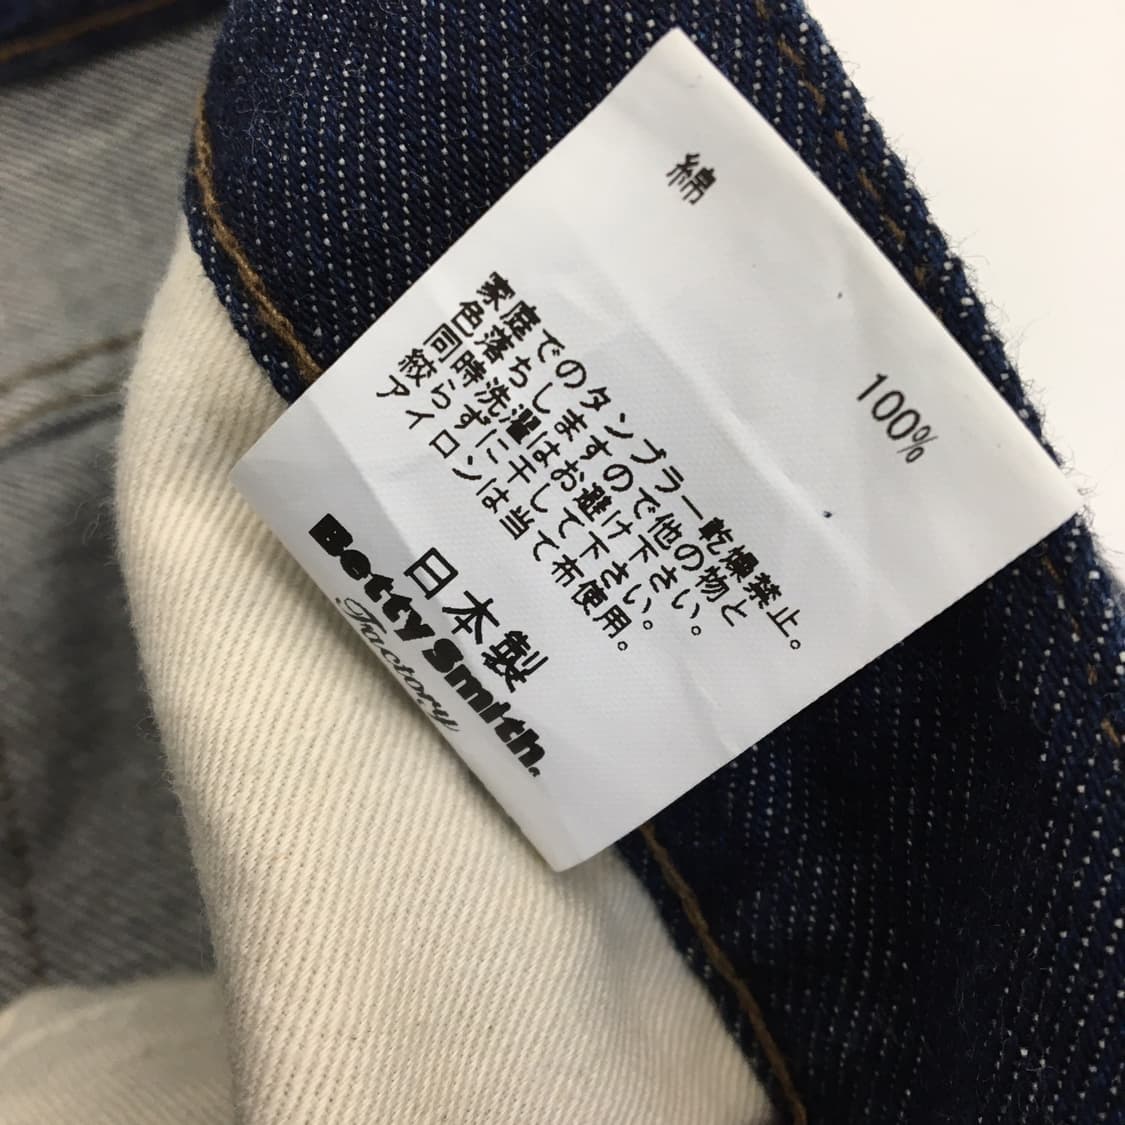 綿 100%
家庭でのタンブラー乾燥禁止。
色落ちしますので他の物と
同時洗濯はお避け下さい。
絞らずに干して下さい。
アイロンは当て布使用。
日本製
Betty Smith
Factory